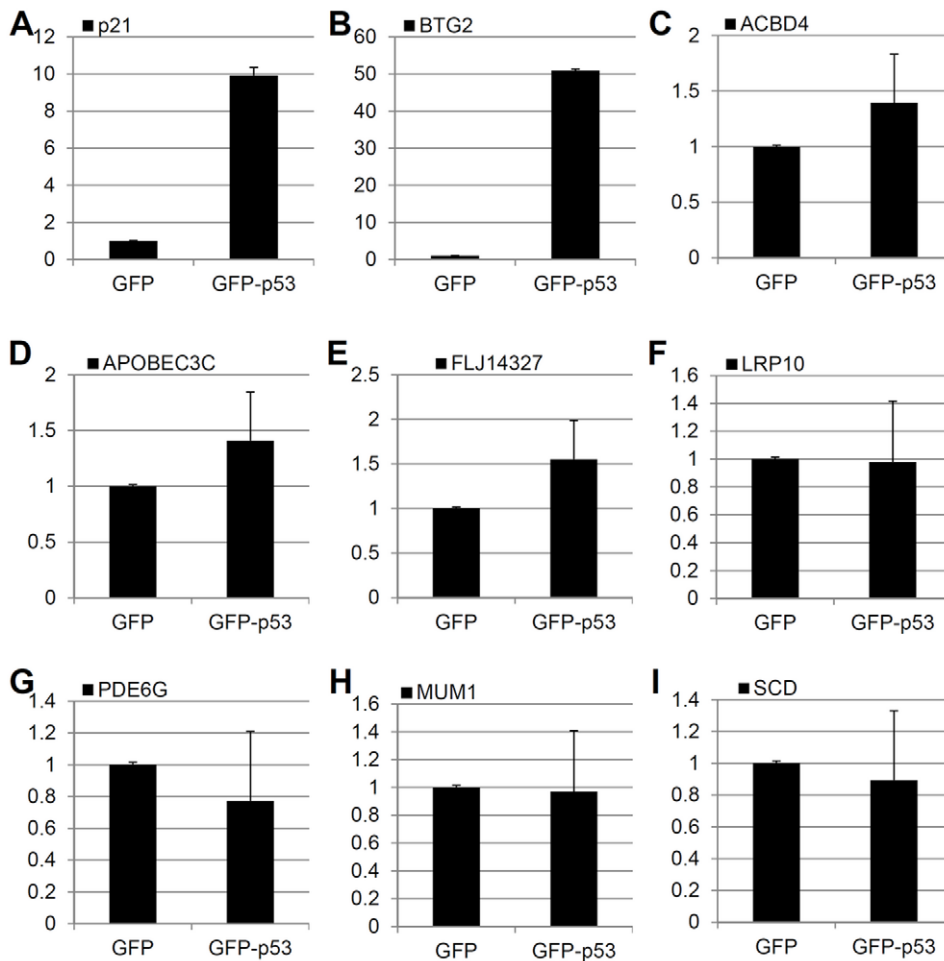 A
■ p21
12
10
8
6
4
2
0
GFP GFP-p53
B
■ BTG2
60
50
40
30
20
10
0
GFP GFP-p53
C
■ ACBD4
2
1.5
1
0.5
0
GFP GFP-p53
D
■ APOBEC3C
2
1.5
1
0.5
0
GFP GFP-p53
E
■ FLJ14327
2.5
2
1.5
1
0.5
0
GFP GFP-p53
F
■ LRP10
1.6
1.4
1.2
1
0.8
0.6
0.4
0.2
0
GFP GFP-p53
G
■ PDE6G
1.4
1.2
1
0.8
0.6
0.4
0.2
0
GFP GFP-p53
H
■ MUM1
1.6
1.4
1.2
1
0.8
0.6
0.4
0.2
0
GFP GFP-p53
I
■ SCD
1.4
1.2
1
0.8
0.6
0.4
0.2
0
GFP GFP-p53